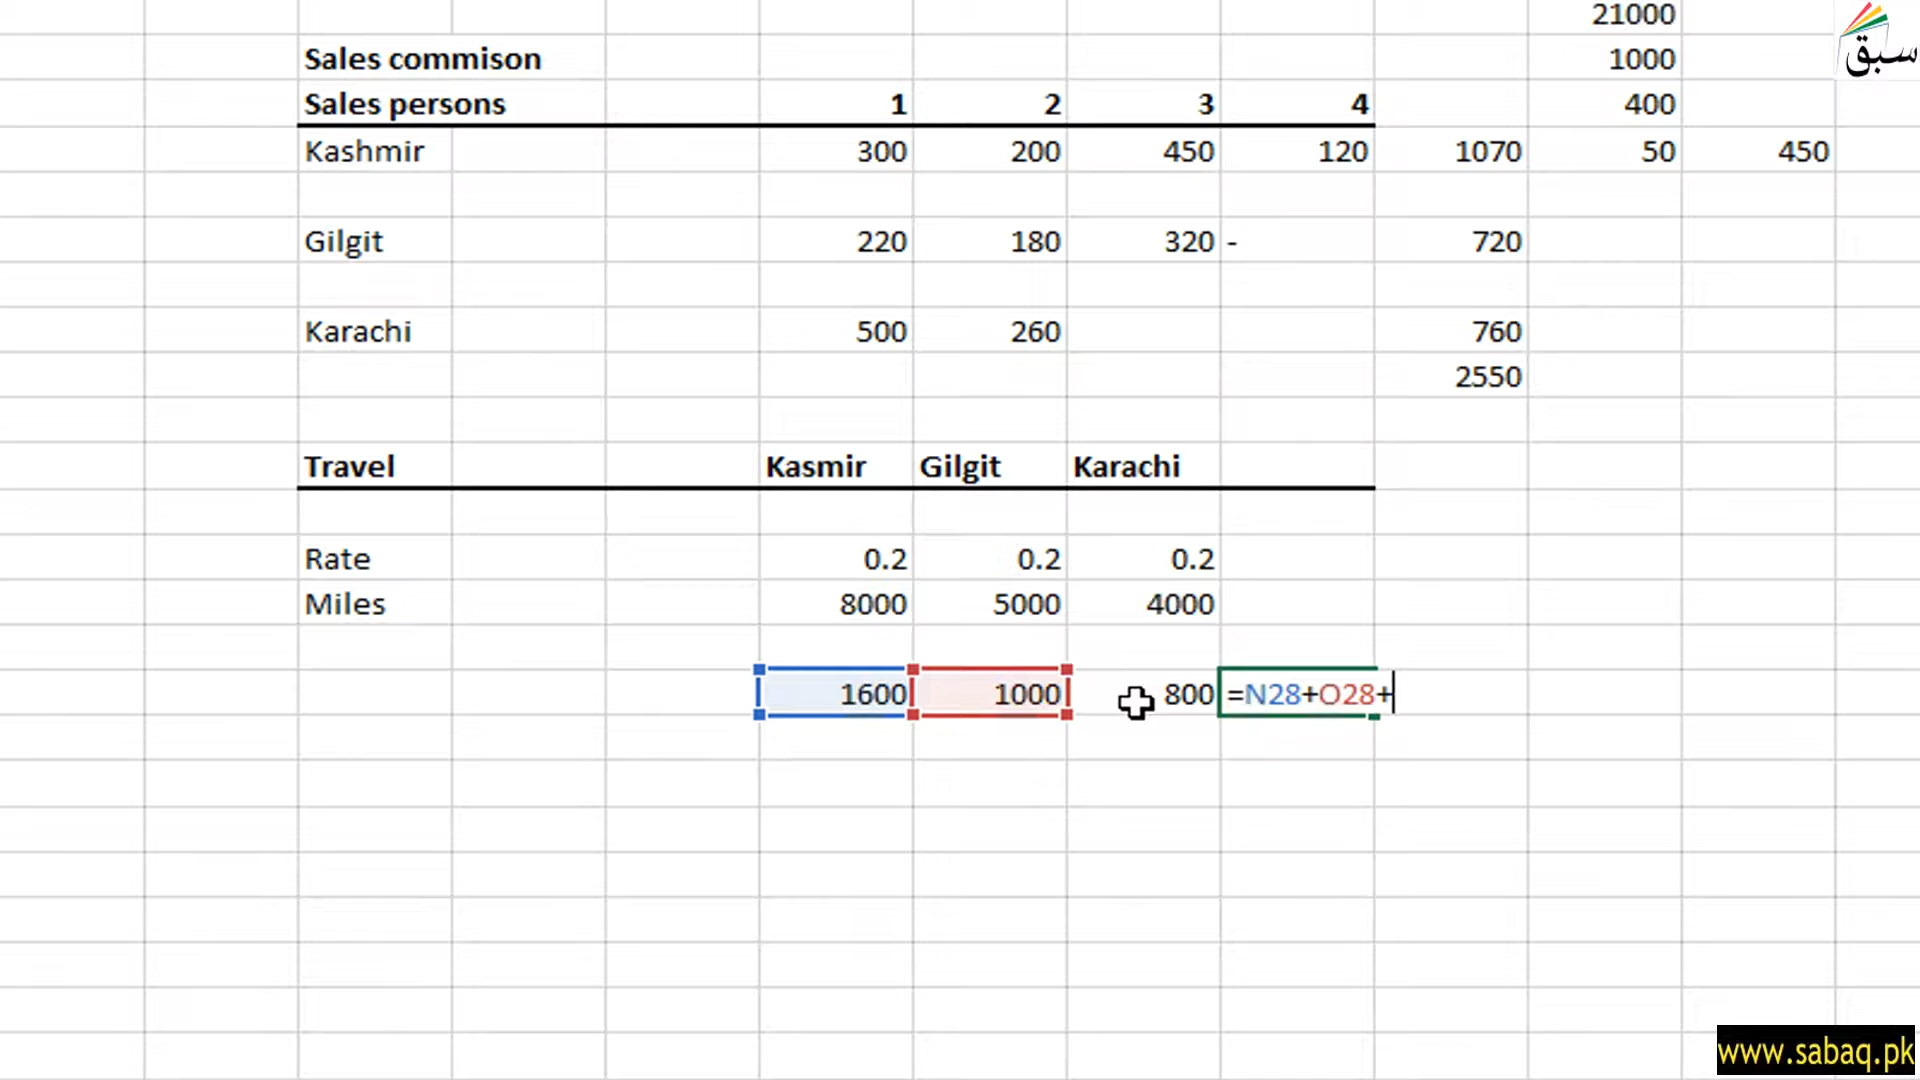 21000
سبق
Sales commison 1000
Sales persons 1 2 3 4 400
Kashmir 300 200 450 120 1070 50 450
Gilgit 220 180 320 - 720
Karachi 500 260 760
2550
Travel Kasmir Gilgit Karachi
Rate 0.2 0.2 0.2
Miles 8000 5000 4000
1600 1000 800 =N28+O28+
www.sabaq.pk